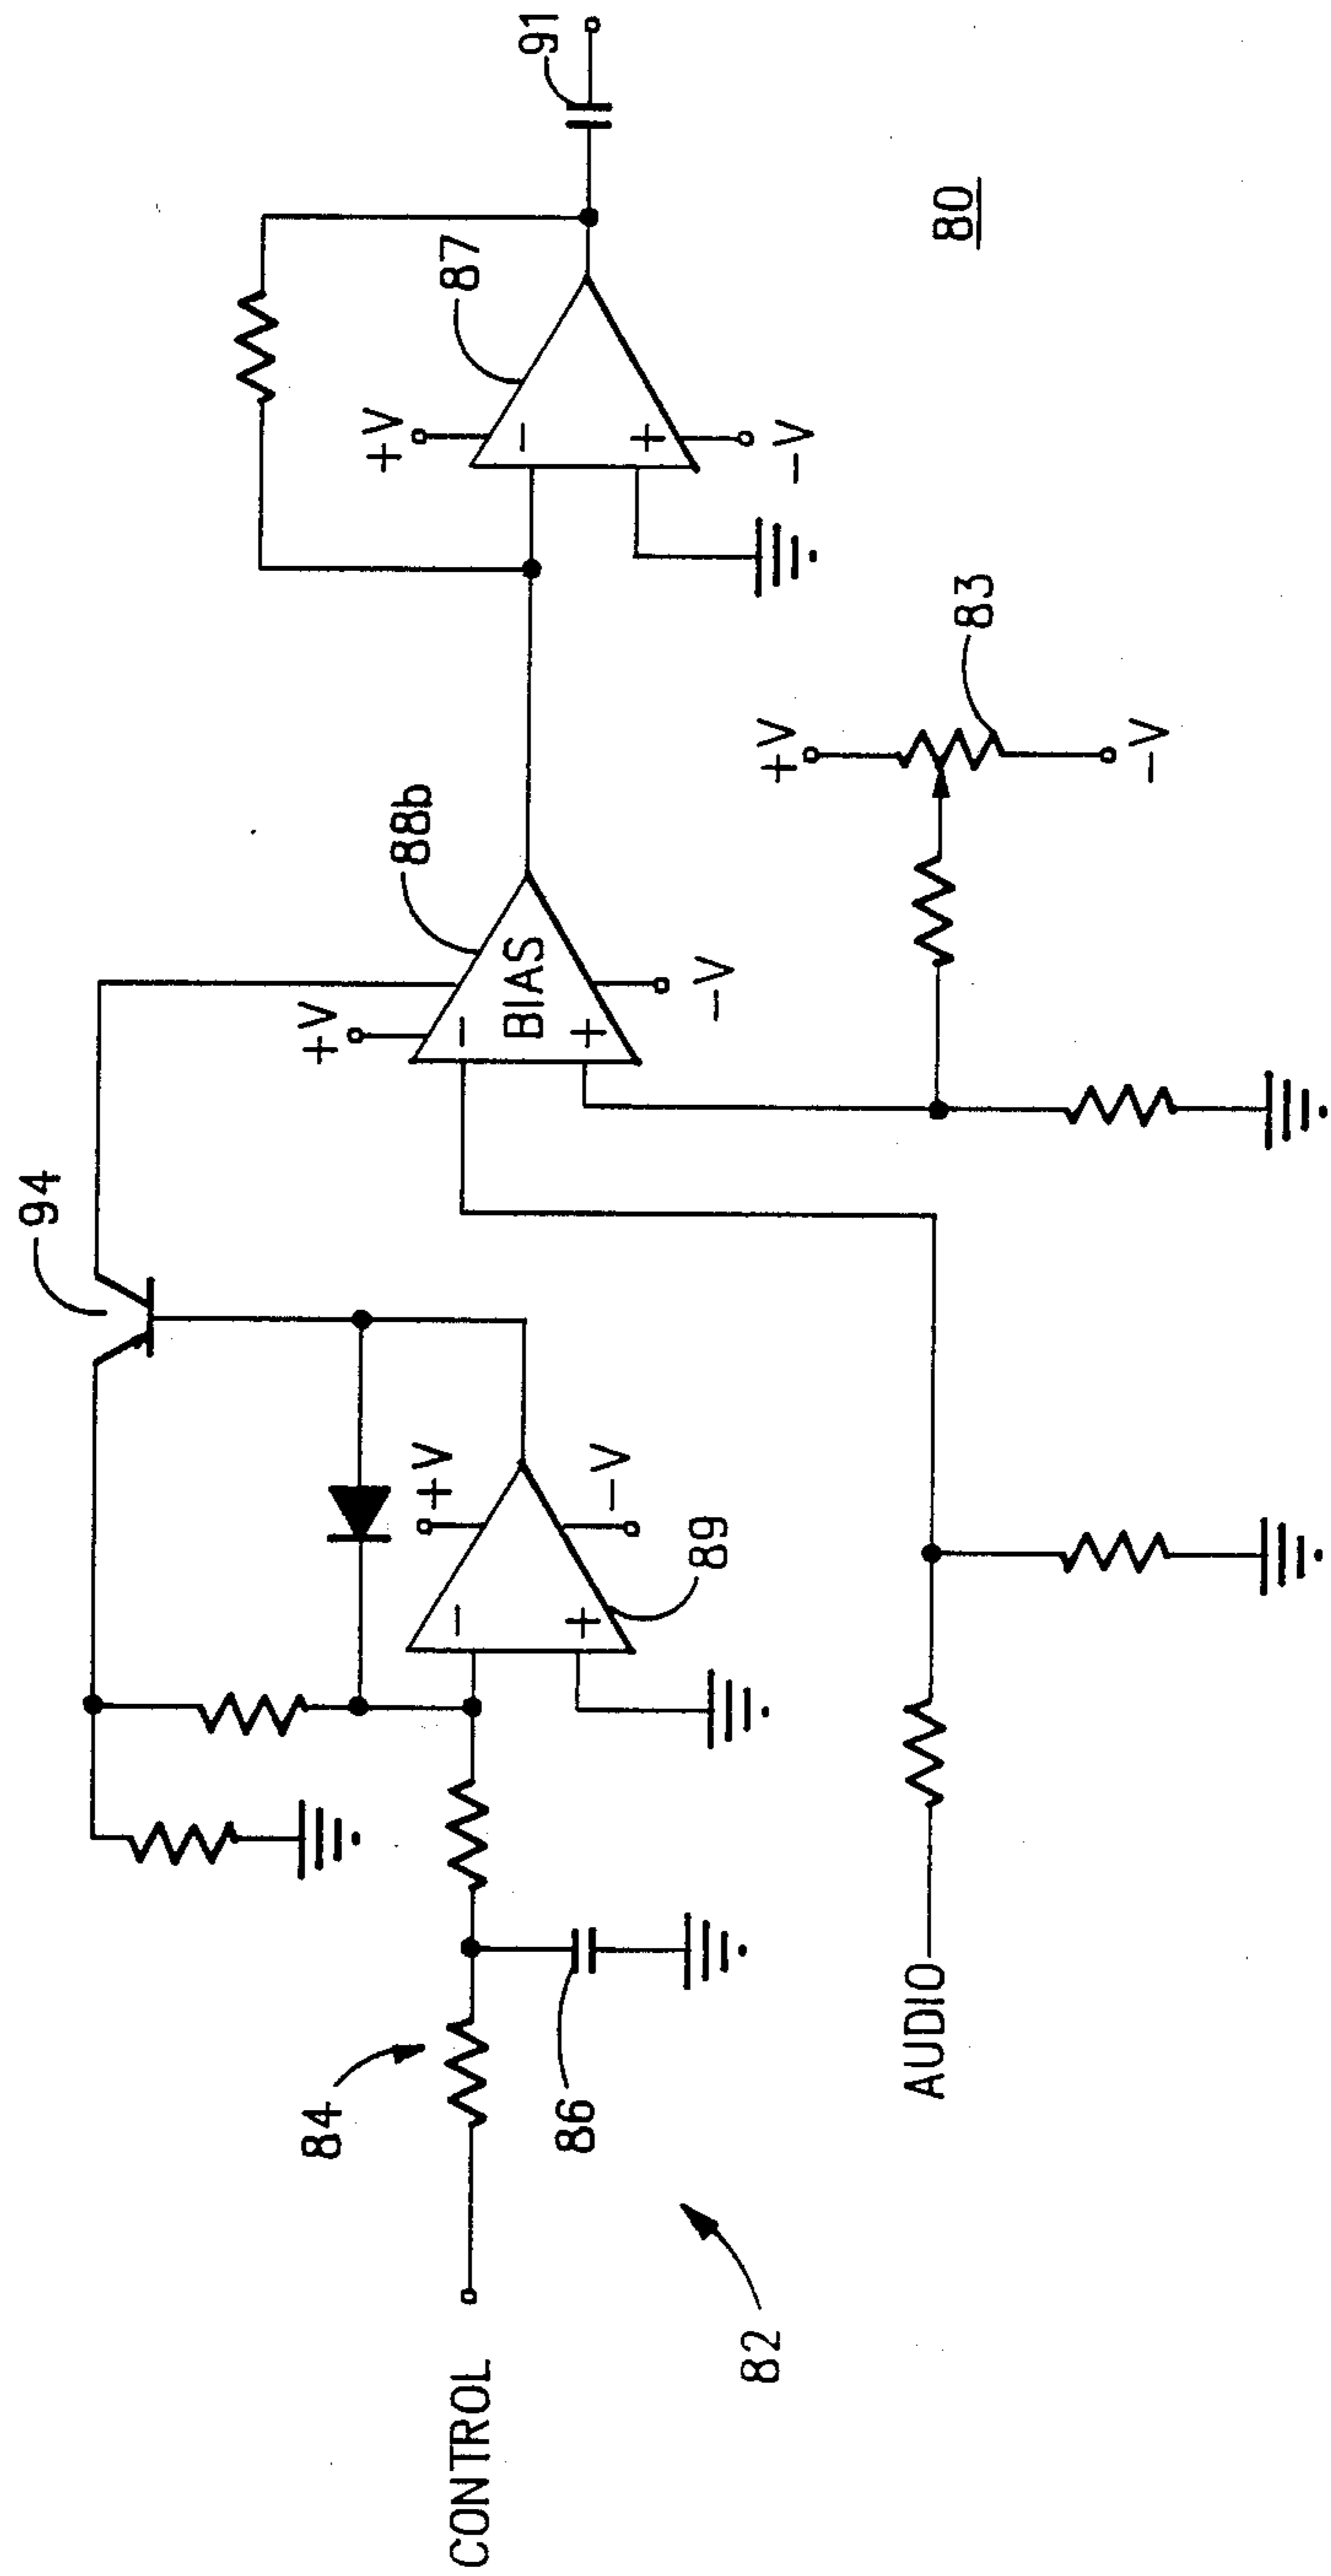 94
88b
+V
-
BIAS
+
-V
87
+V
-
+
-V
91
80
84
86
82
CONTROL
+V
-
+
-V
89
AUDIO
+V
83
-V